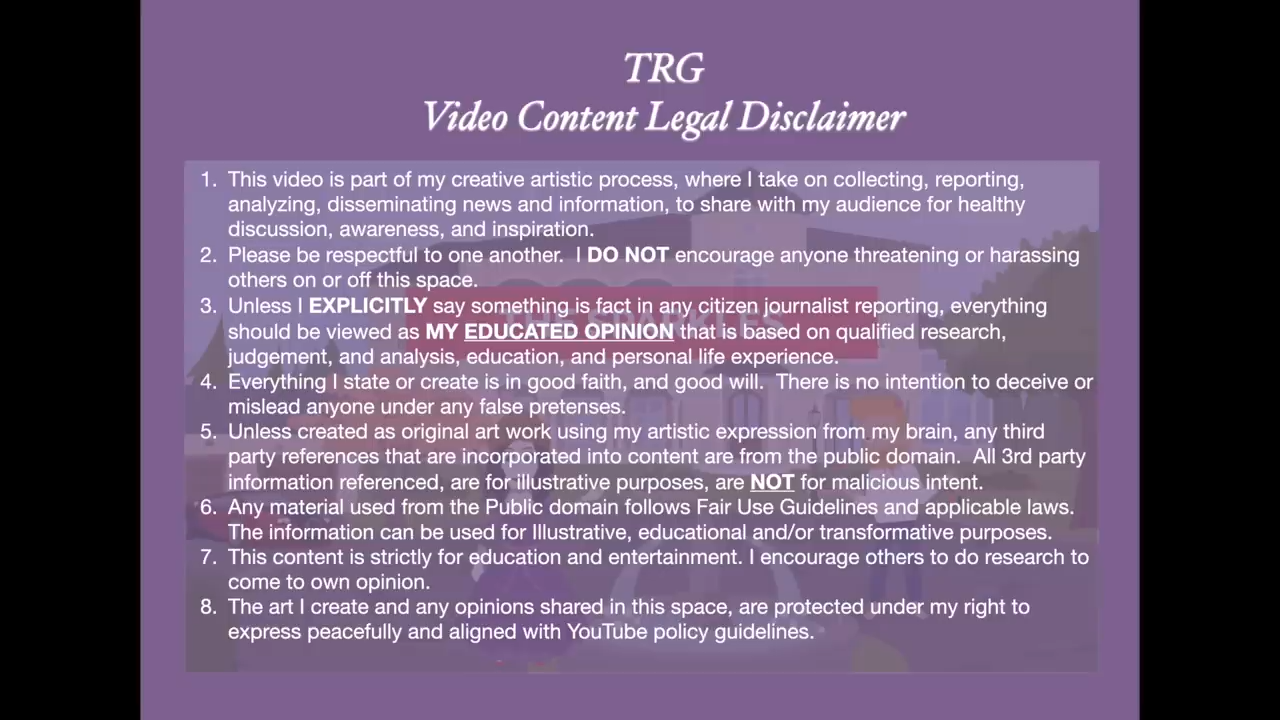 TRG
Video Content Legal Disclaimer
1. This video is part of my creative artistic process, where I take on collecting, reporting,
analyzing, disseminating news and information, to share with my audience for healthy
discussion, awareness, and inspiration.
2. Please be respectful to one another.  I DO NOT encourage anyone threatening or harassing
others on or off this space.
3. Unless I EXPLICITLY say something is fact in any citizen journalist reporting, everything
should be viewed as MY EDUCATED OPINION that is based on qualified research,
judgement, and analysis, education, and personal life experience.
4. Everything I state or create is in good faith, and good will.  There is no intention to deceive or
mislead anyone under any false pretenses.
5. Unless created as original art work using my artistic expression from my brain, any third
party references that are incorporated into content are from the public domain.  All 3rd party
information referenced, are for illustrative purposes, are NOT for malicious intent.
6. Any material used from the Public domain follows Fair Use Guidelines and applicable laws.
The information can be used for Illustrative, educational and/or transformative purposes.
7. This content is strictly for education and entertainment. I encourage others to do research to
come to own opinion.
8. The art I create and any opinions shared in this space, are protected under my right to
express peacefully and aligned with YouTube policy guidelines.